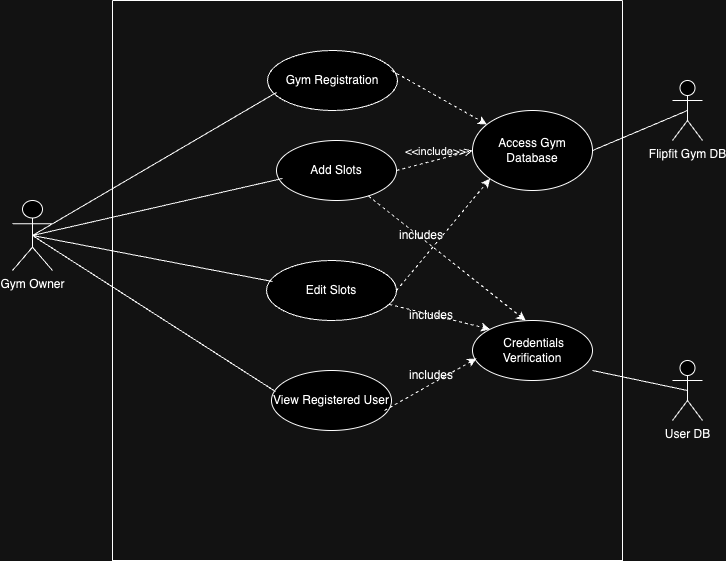 Gym Registration
Access Gym
Database
Flipfit Gym DB
<<include>>
Add Slots
includes
Gym Owner
Edit Slots
includes
Credentials
Verification
includes
View Registered User
User DB